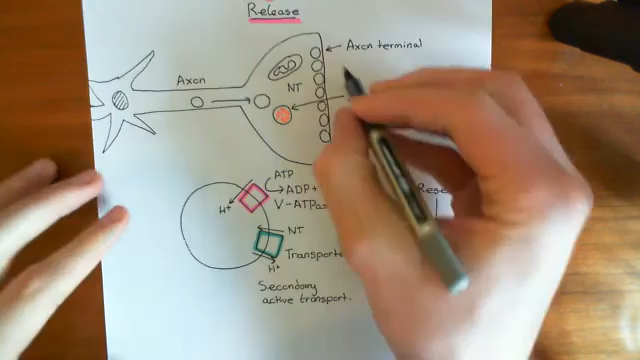 Release
Axon terminal
Axon
NT
ATP
ADP+
H+
V-ATPas
NT
Transporte
H+
Secondary
active transport.
Rese